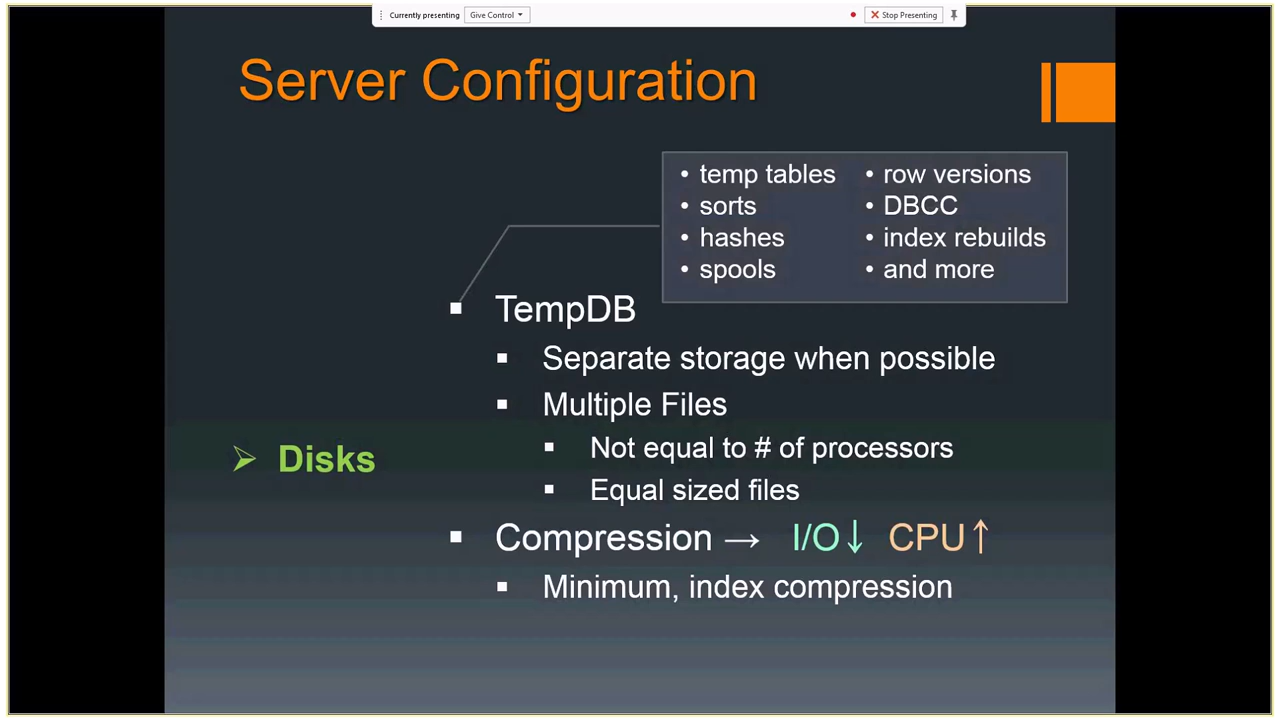 Currently presenting Give Control Stop Presenting
Server Configuration
• temp tables
• sorts
• hashes
• spools
• row versions
• DBCC
• index rebuilds
• and more
▪ TempDB
▪ Separate storage when possible
▪ Multiple Files
▪ Not equal to # of processors
▪ Equal sized files
➢ Disks
▪ Compression → I/O↓ CPU↑
▪ Minimum, index compression